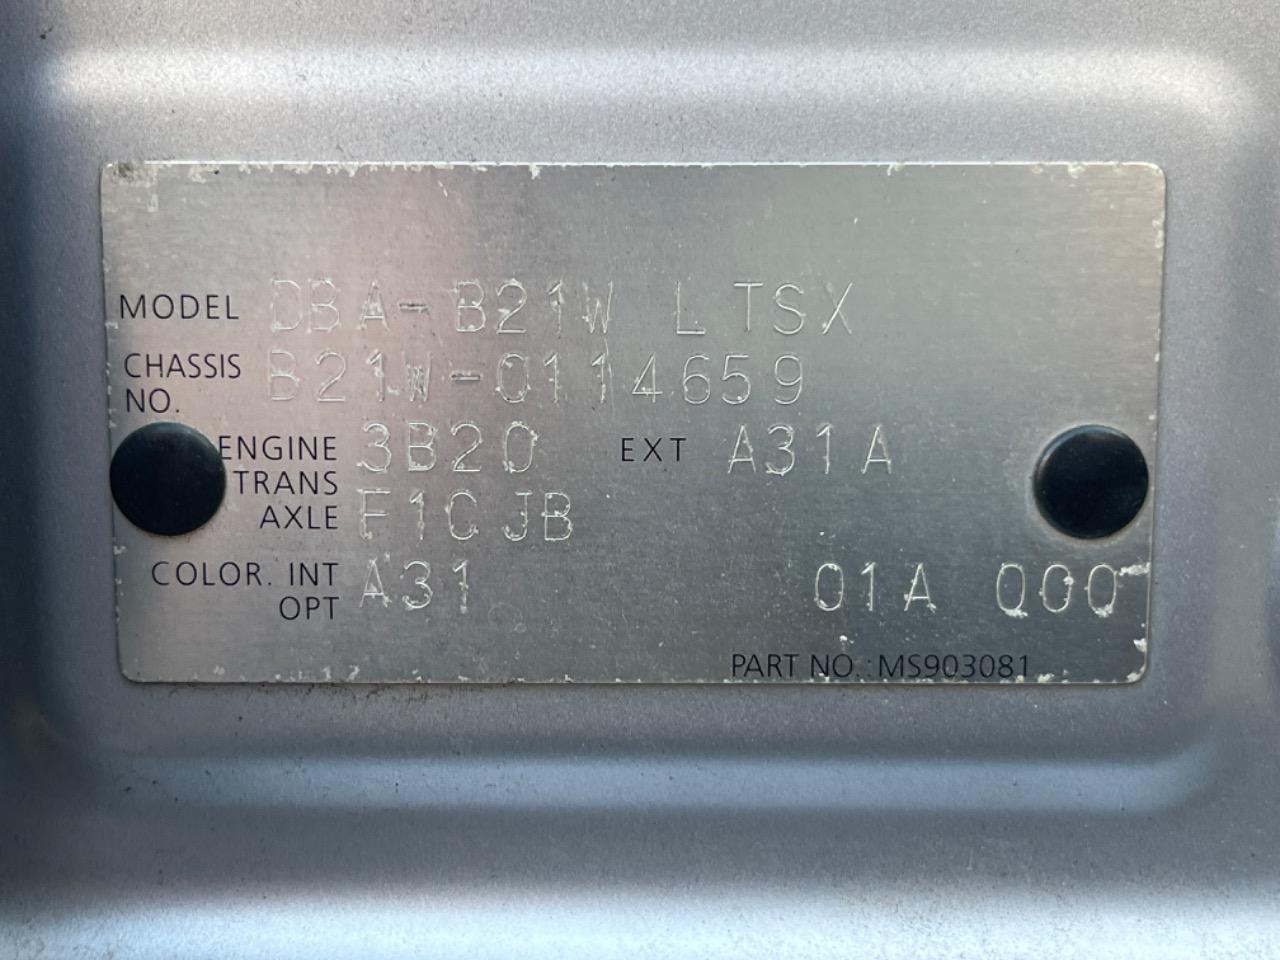 MODEL DBA-B21W LTSX
CHASSIS NO. B21W-0114659
ENGINE 3B20 EXT A31A
TRANS
AXLE F1CJB
COLOR. INT A31 01A 000
OPT
PART NO.: MS903081